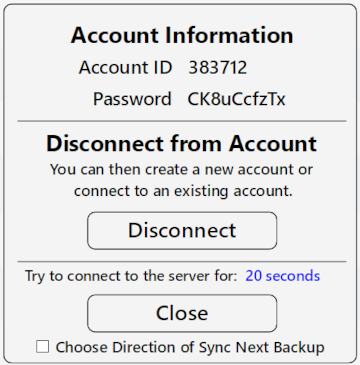 Account Information
Account ID 383712
Password CK8uCcfzTx
Disconnect from Account
You can then create a new account or
connect to an existing account.
Disconnect
Try to connect to the server for: 20 seconds
Close
Choose Direction of Sync Next Backup